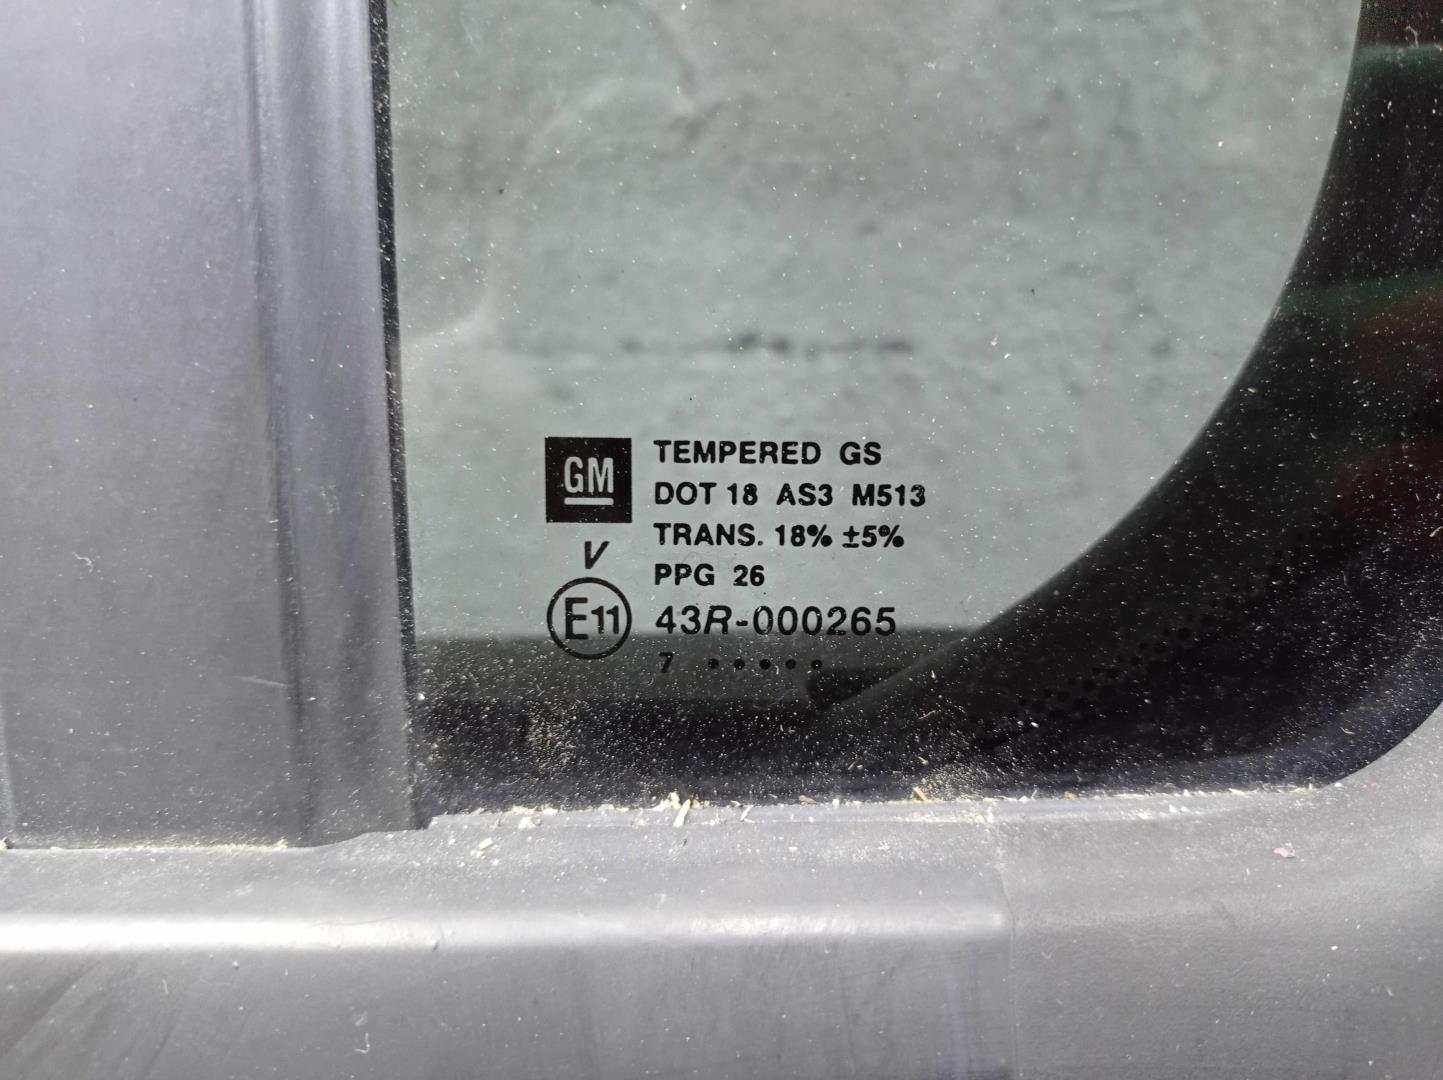 GM
TEMPERED GS
DOT 18 AS3 M513
TRANS. 18% ±5%
V
PPG 26
E11
43R-000265
7 • • • • •